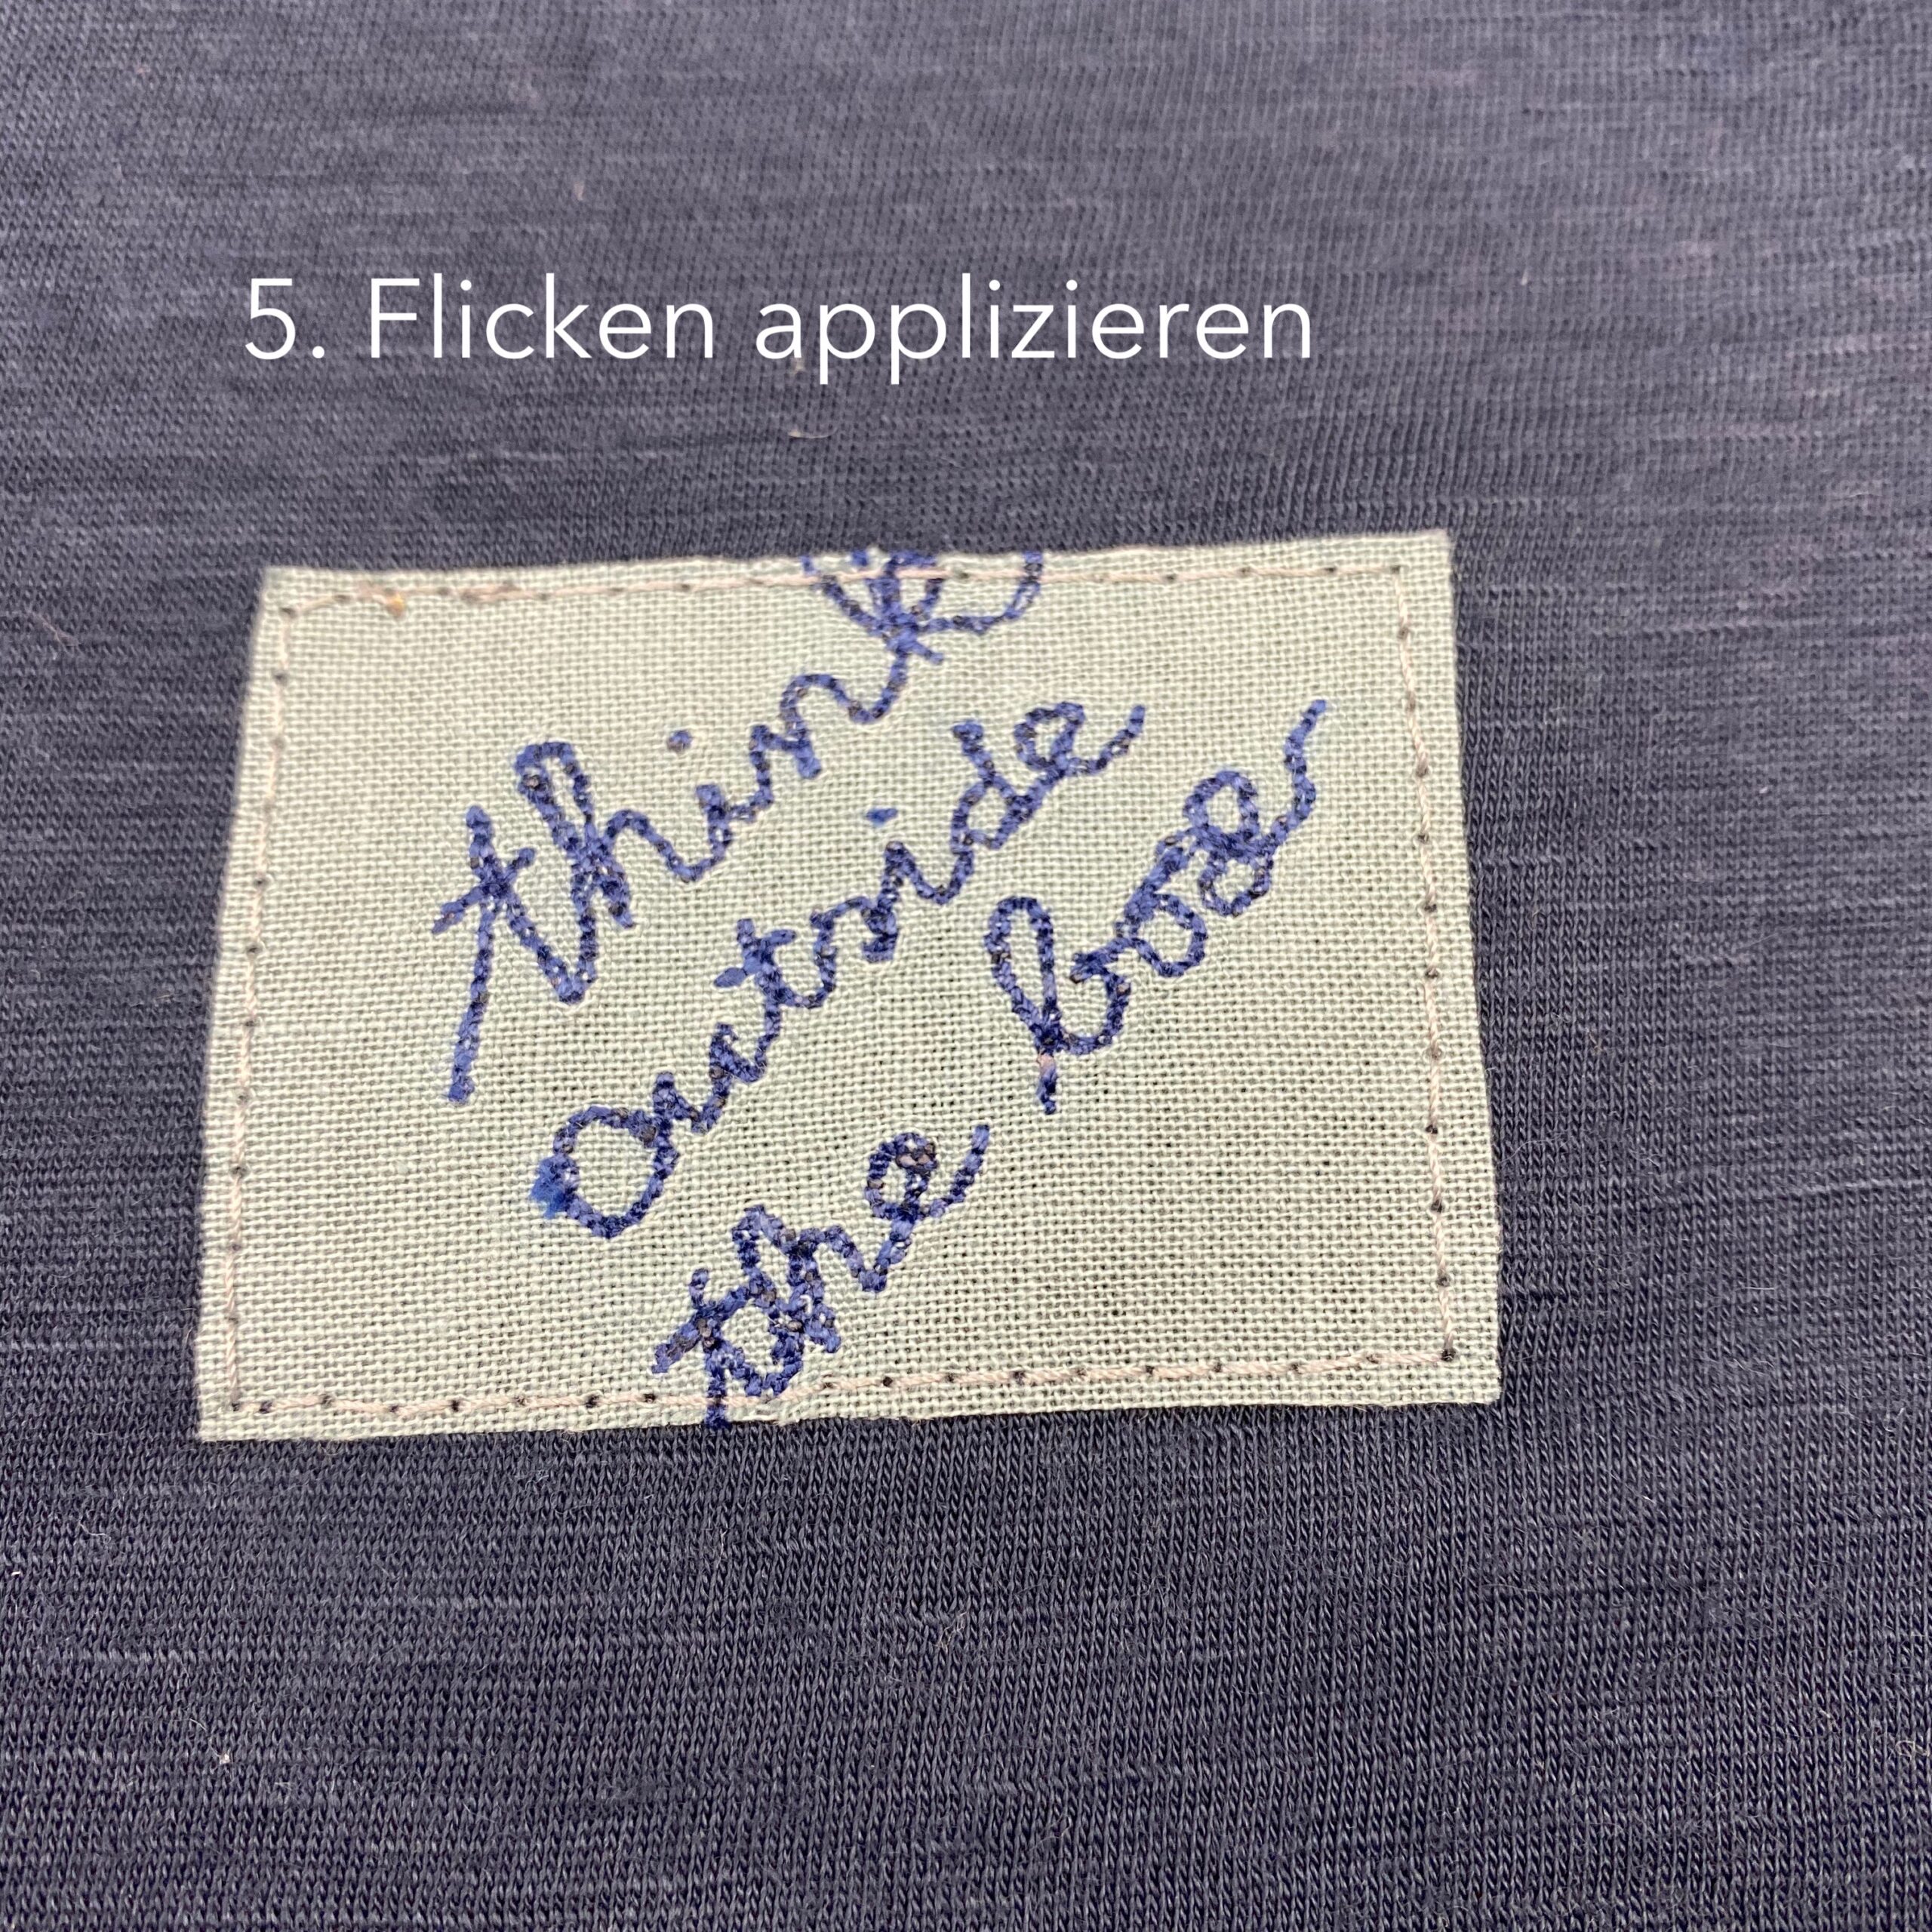 5. Flicken applizieren
think
outside
the box